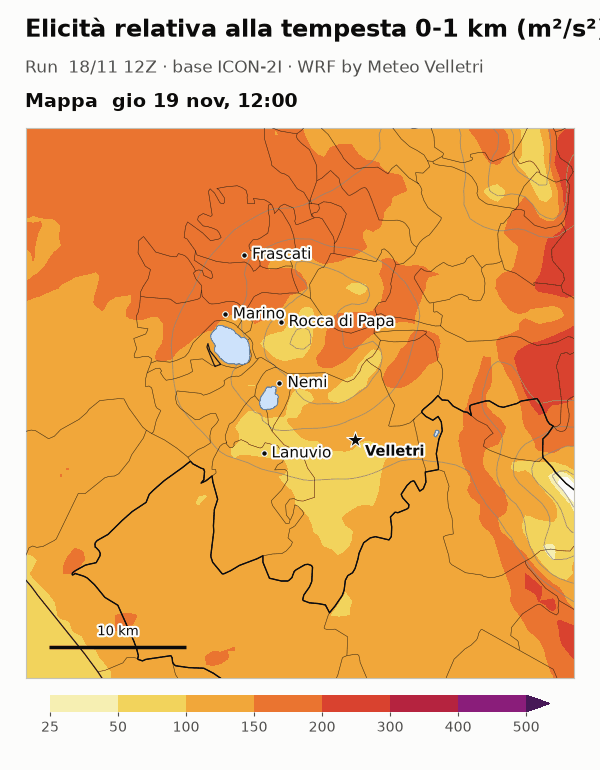 Elicità relativa alla tempesta 0-1 km (m²/s²)
Run 18/11 12Z · base ICON-2I · WRF by Meteo Velletri
Mappa gio 19 nov, 12:00
Frascati
Marino
Rocca di Papa
Nemi
Velletri
Lanuvio
10 km
25 50 100 150 200 300 400 500